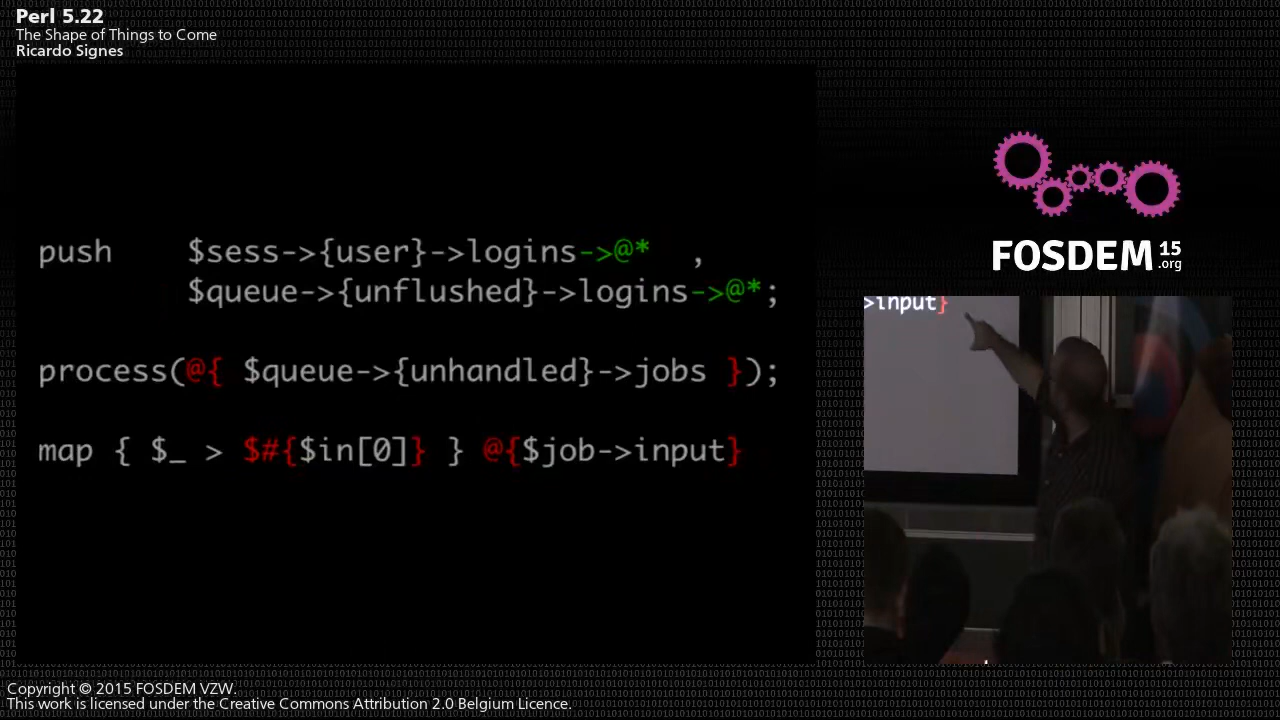 Perl 5.22
The Shape of Things to Come
Ricardo Signes
push $sess->{user}->logins->@* ,
$queue->{unflushed}->logins->@*;
process(@{ $queue->{unhandled}->jobs });
map { $_ > $#{$in[0]} } @{$job->input}
FOSDEM 15
.org
>input}
Copyright © 2015 FOSDEM VZW.
This work is licensed under the Creative Commons Attribution 2.0 Belgium Licence.